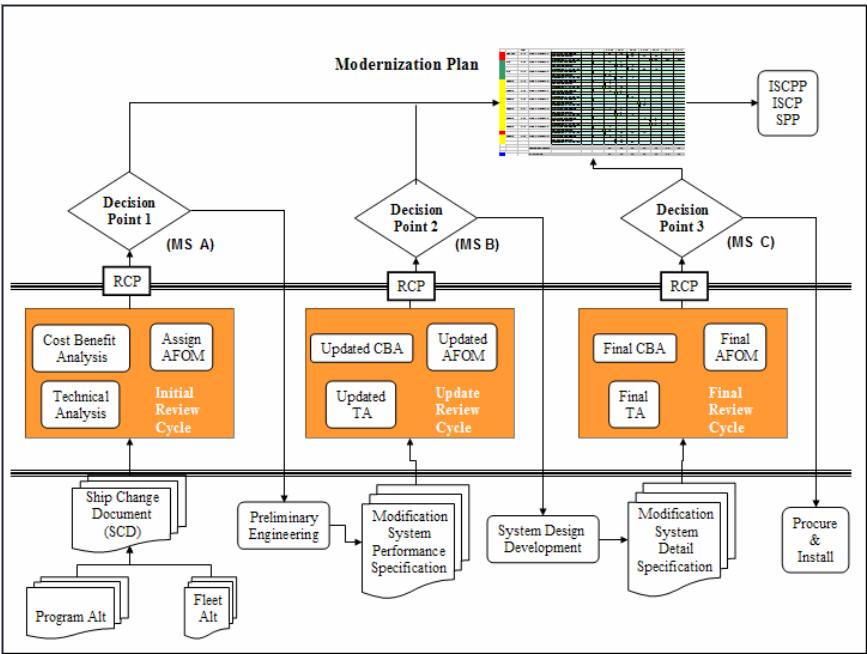 Modernization Plan
ISCPP
ISCP
SPP
Decision
Point 1
(MS A)
Decision
Point 2
(MS B)
Decision
Point 3
(MS C)
RCP
RCP
RCP
Cost Benefit
Analysis
Assign
AFOM
Technical
Analysis
Initial
Review
Cycle
Updated CBA
Updated
AFOM
Updated
TA
Update
Review
Cycle
Final CBA
Final
AFOM
Final
TA
Final
Review
Cycle
Ship Change
Document
(SCD)
Preliminary
Engineering
Modification
System
Performance
Specification
System Design
Development
Modification
System
Detail
Specification
Procure
&
Install
Program Alt
Fleet
Alt